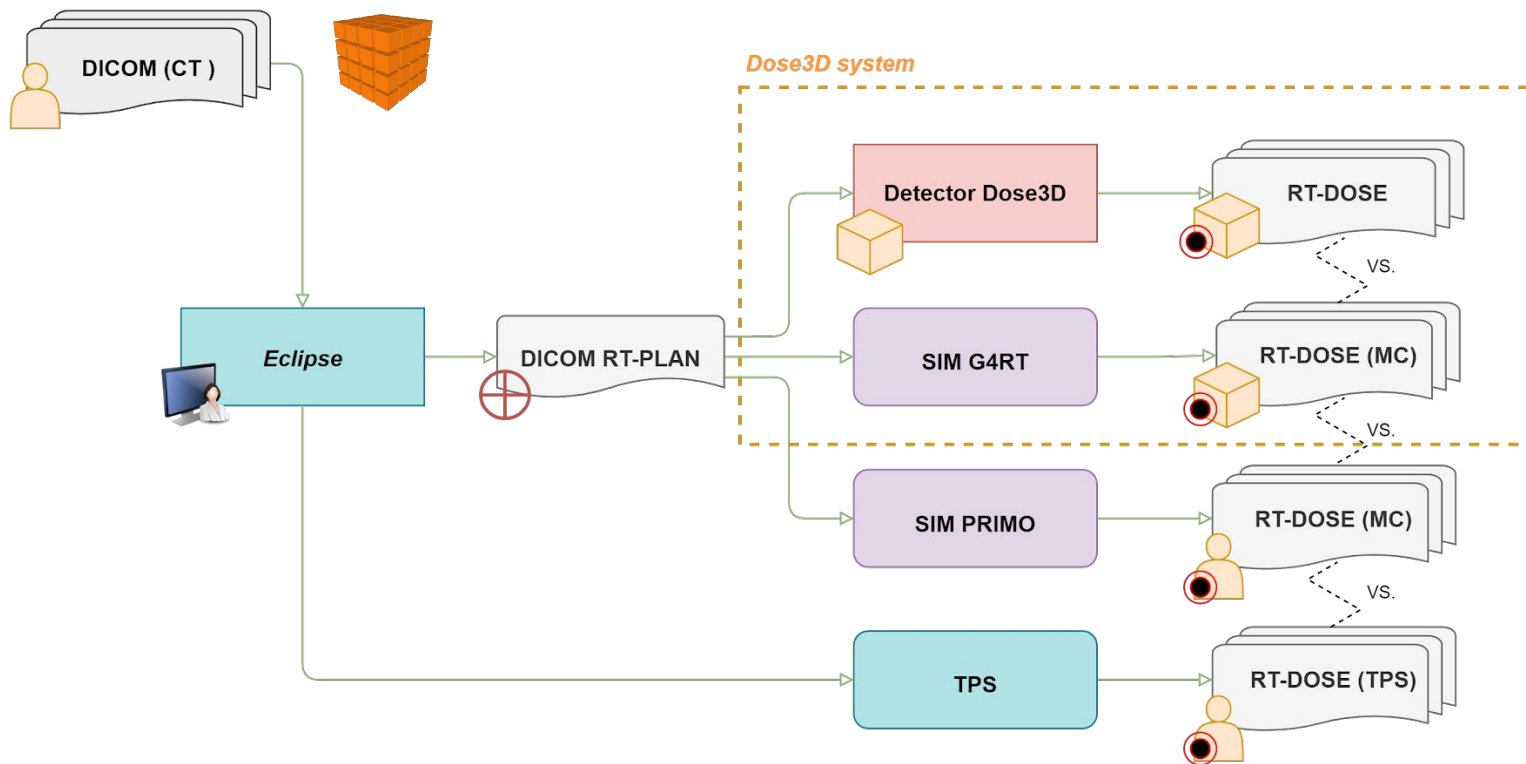 DICOM (CT )
Dose3D system
Detector Dose3D
RT-DOSE
VS.
Eclipse
DICOM RT-PLAN
SIM G4RT
RT-DOSE (MC)
VS.
SIM PRIMO
RT-DOSE (MC)
VS.
TPS
RT-DOSE (TPS)